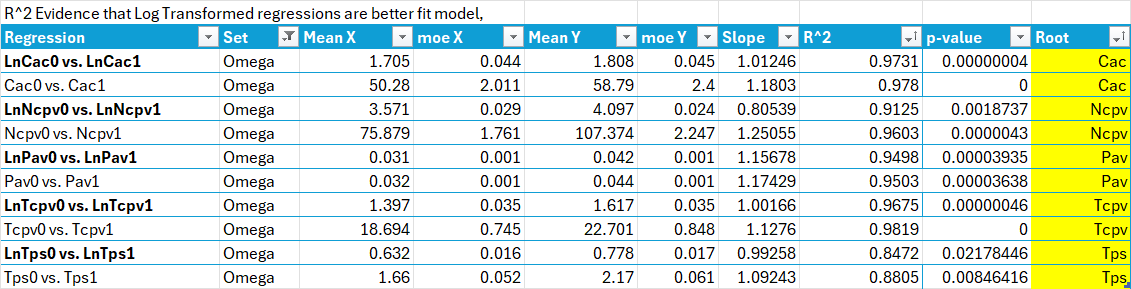 R^2 Evidence that Log Transformed regressions are better fit model,
Regression Set Mean X moe X Mean Y moe Y Slope R^2 p-value Root
LnCac0 vs. LnCac1 Omega 1.705 0.044 1.808 0.045 1.01246 0.9731 0.00000004 Cac
Cac0 vs. Cac1 Omega 50.28 2.011 58.79 2.4 1.1803 0.978 0 Cac
LnNcpv0 vs. LnNcpv1 Omega 3.571 0.029 4.097 0.024 0.80539 0.9125 0.0018737 Ncpv
Ncpv0 vs. Ncpv1 Omega 75.879 1.761 107.374 2.247 1.25055 0.9603 0.0000043 Ncpv
LnPav0 vs. LnPav1 Omega 0.031 0.001 0.042 0.001 1.15678 0.9498 0.00003935 Pav
Pav0 vs. Pav1 Omega 0.032 0.001 0.044 0.001 1.17429 0.9503 0.00003638 Pav
LnTcpv0 vs. LnTcpv1 Omega 1.397 0.035 1.617 0.035 1.00166 0.9675 0.00000046 Tcpv
Tcpv0 vs. Tcpv1 Omega 18.694 0.745 22.701 0.848 1.1276 0.9819 0 Tcpv
LnTps0 vs. LnTps1 Omega 0.632 0.016 0.778 0.017 0.99258 0.8472 0.02178446 Tps
Tps0 vs. Tps1 Omega 1.66 0.052 2.17 0.061 1.09243 0.8805 0.00846416 Tps